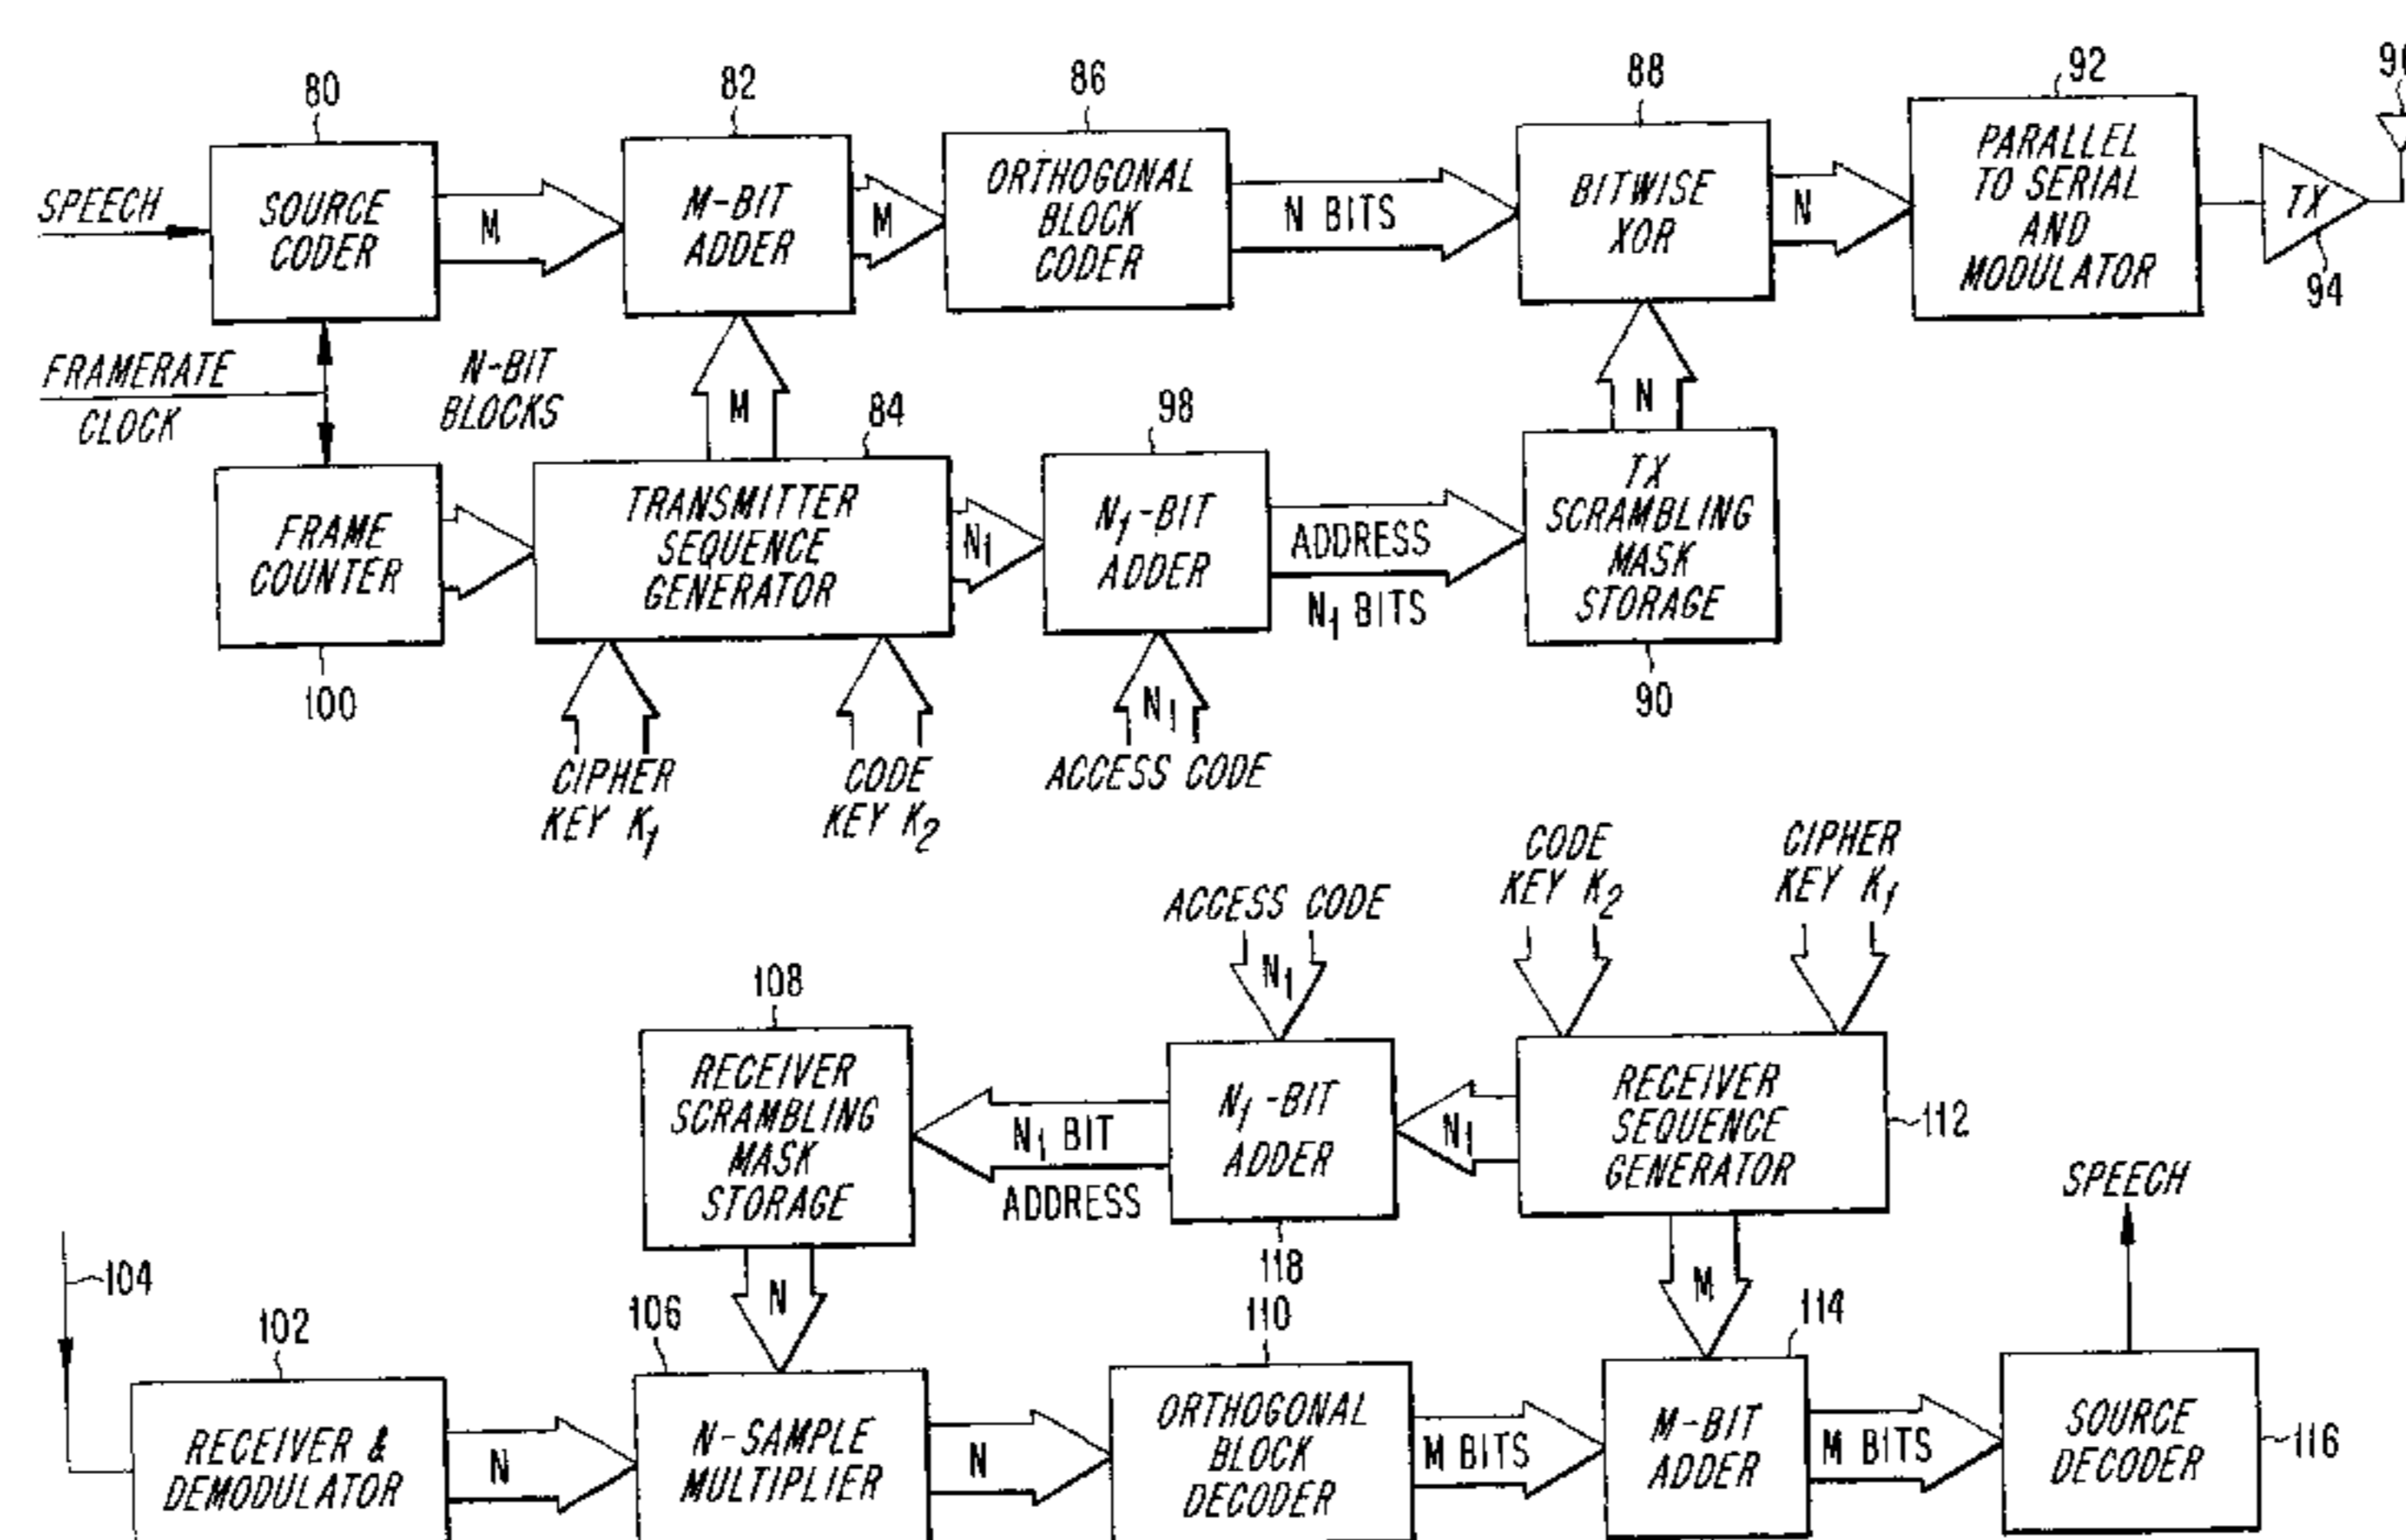 80
82
86
88
92
SPEECH
SOURCE
CODER
M
M-BIT
ADDER
M
ORTHOGONAL
BLOCK
CODER
N BITS
BITWISE
XOR
N
PARALLEL
TO SERIAL
AND
MODULATOR
TX
94
FRAMERATE
CLOCK
N-BIT
BLOCKS
M
84
98
N
FRAME
COUNTER
100
TRANSMITTER
SEQUENCE
GENERATOR
N1
N1-BIT
ADDER
ADDRESS
N1 BITS
TX
SCRAMBLING
MASK
STORAGE
90
CIPHER
KEY K1
CODE
KEY K2
N1
ACCESS CODE
ACCESS CODE
N1
CODE
KEY K2
CIPHER
KEY K1
108
RECEIVER
SCRAMBLING
MASK
STORAGE
N1 BIT
ADDRESS
N1-BIT
ADDER
118
N1
RECEIVER
SEQUENCE
GENERATOR
112
SPEECH
104
N
M
102
106
110
114
RECEIVER &
DEMODULATOR
N
N-SAMPLE
MULTIPLIER
N
ORTHOGONAL
BLOCK
DECODER
M BITS
M-BIT
ADDER
M BITS
SOURCE
DECODER
116